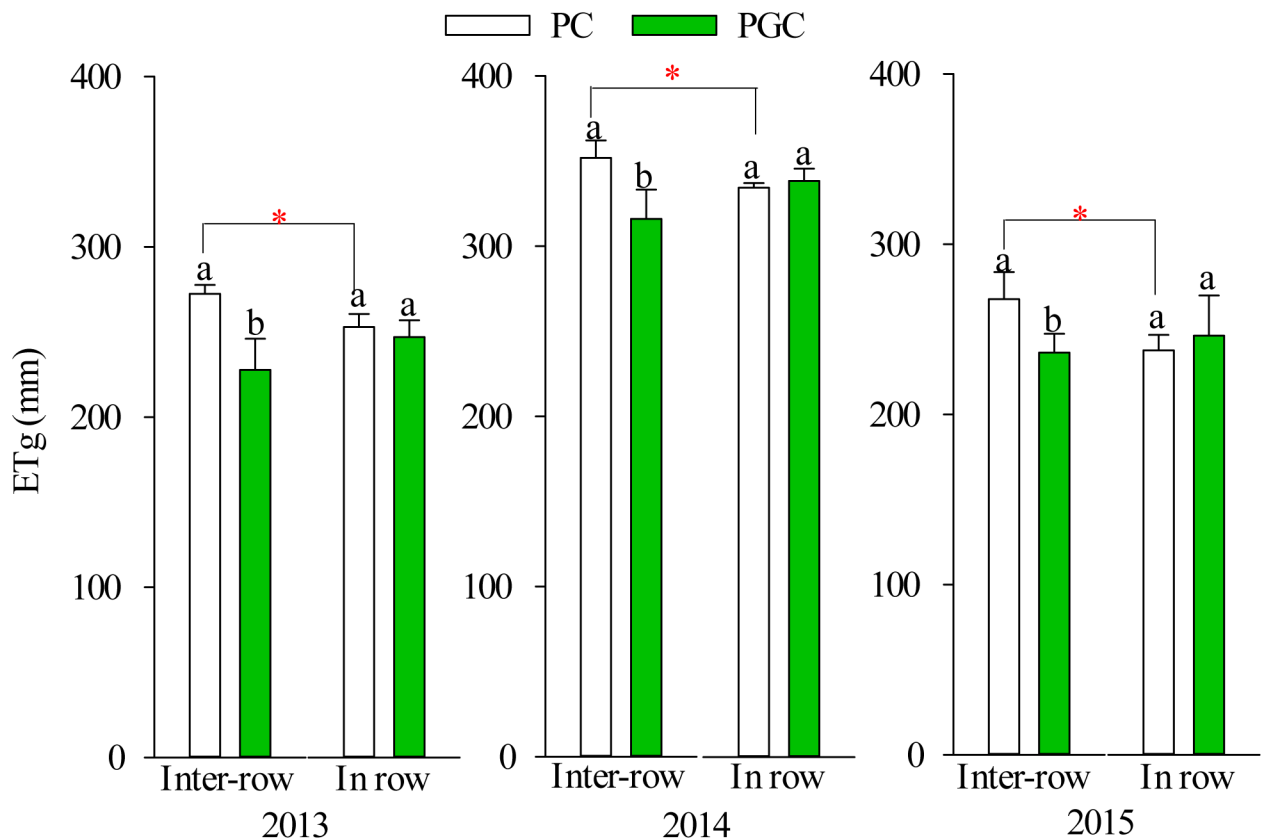 PC PGC
ETg (mm)
400
300
200
100
0
*
a
b
a
a
Inter-row In row
2013
400
300
200
100
0
*
a
b
a
a
Inter-row In row
2014
400
300
200
100
0
*
a
b
a
a
Inter-row In row
2015